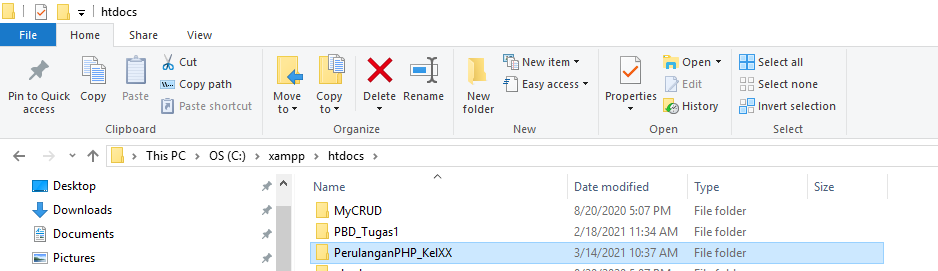 htdocs
File Home Share View
Pin to Quick access
Copy
Paste
Cut
Copy path
Paste shortcut
Clipboard
Move to
Copy to
Delete
Rename
Organize
New folder
New item
Easy access
New
Properties
Open
Edit
History
Open
Select all
Select none
Invert selection
Select
This PC > OS (C:) > xampp > htdocs >
Desktop
Downloads
Documents
Pictures
Name Date modified Type Size
MyCRUD 8/20/2020 5:07 PM File folder
PBD_Tugas1 2/18/2021 11:34 AM File folder
PerulanganPHP_KelXX 3/14/2021 10:37 AM File folder